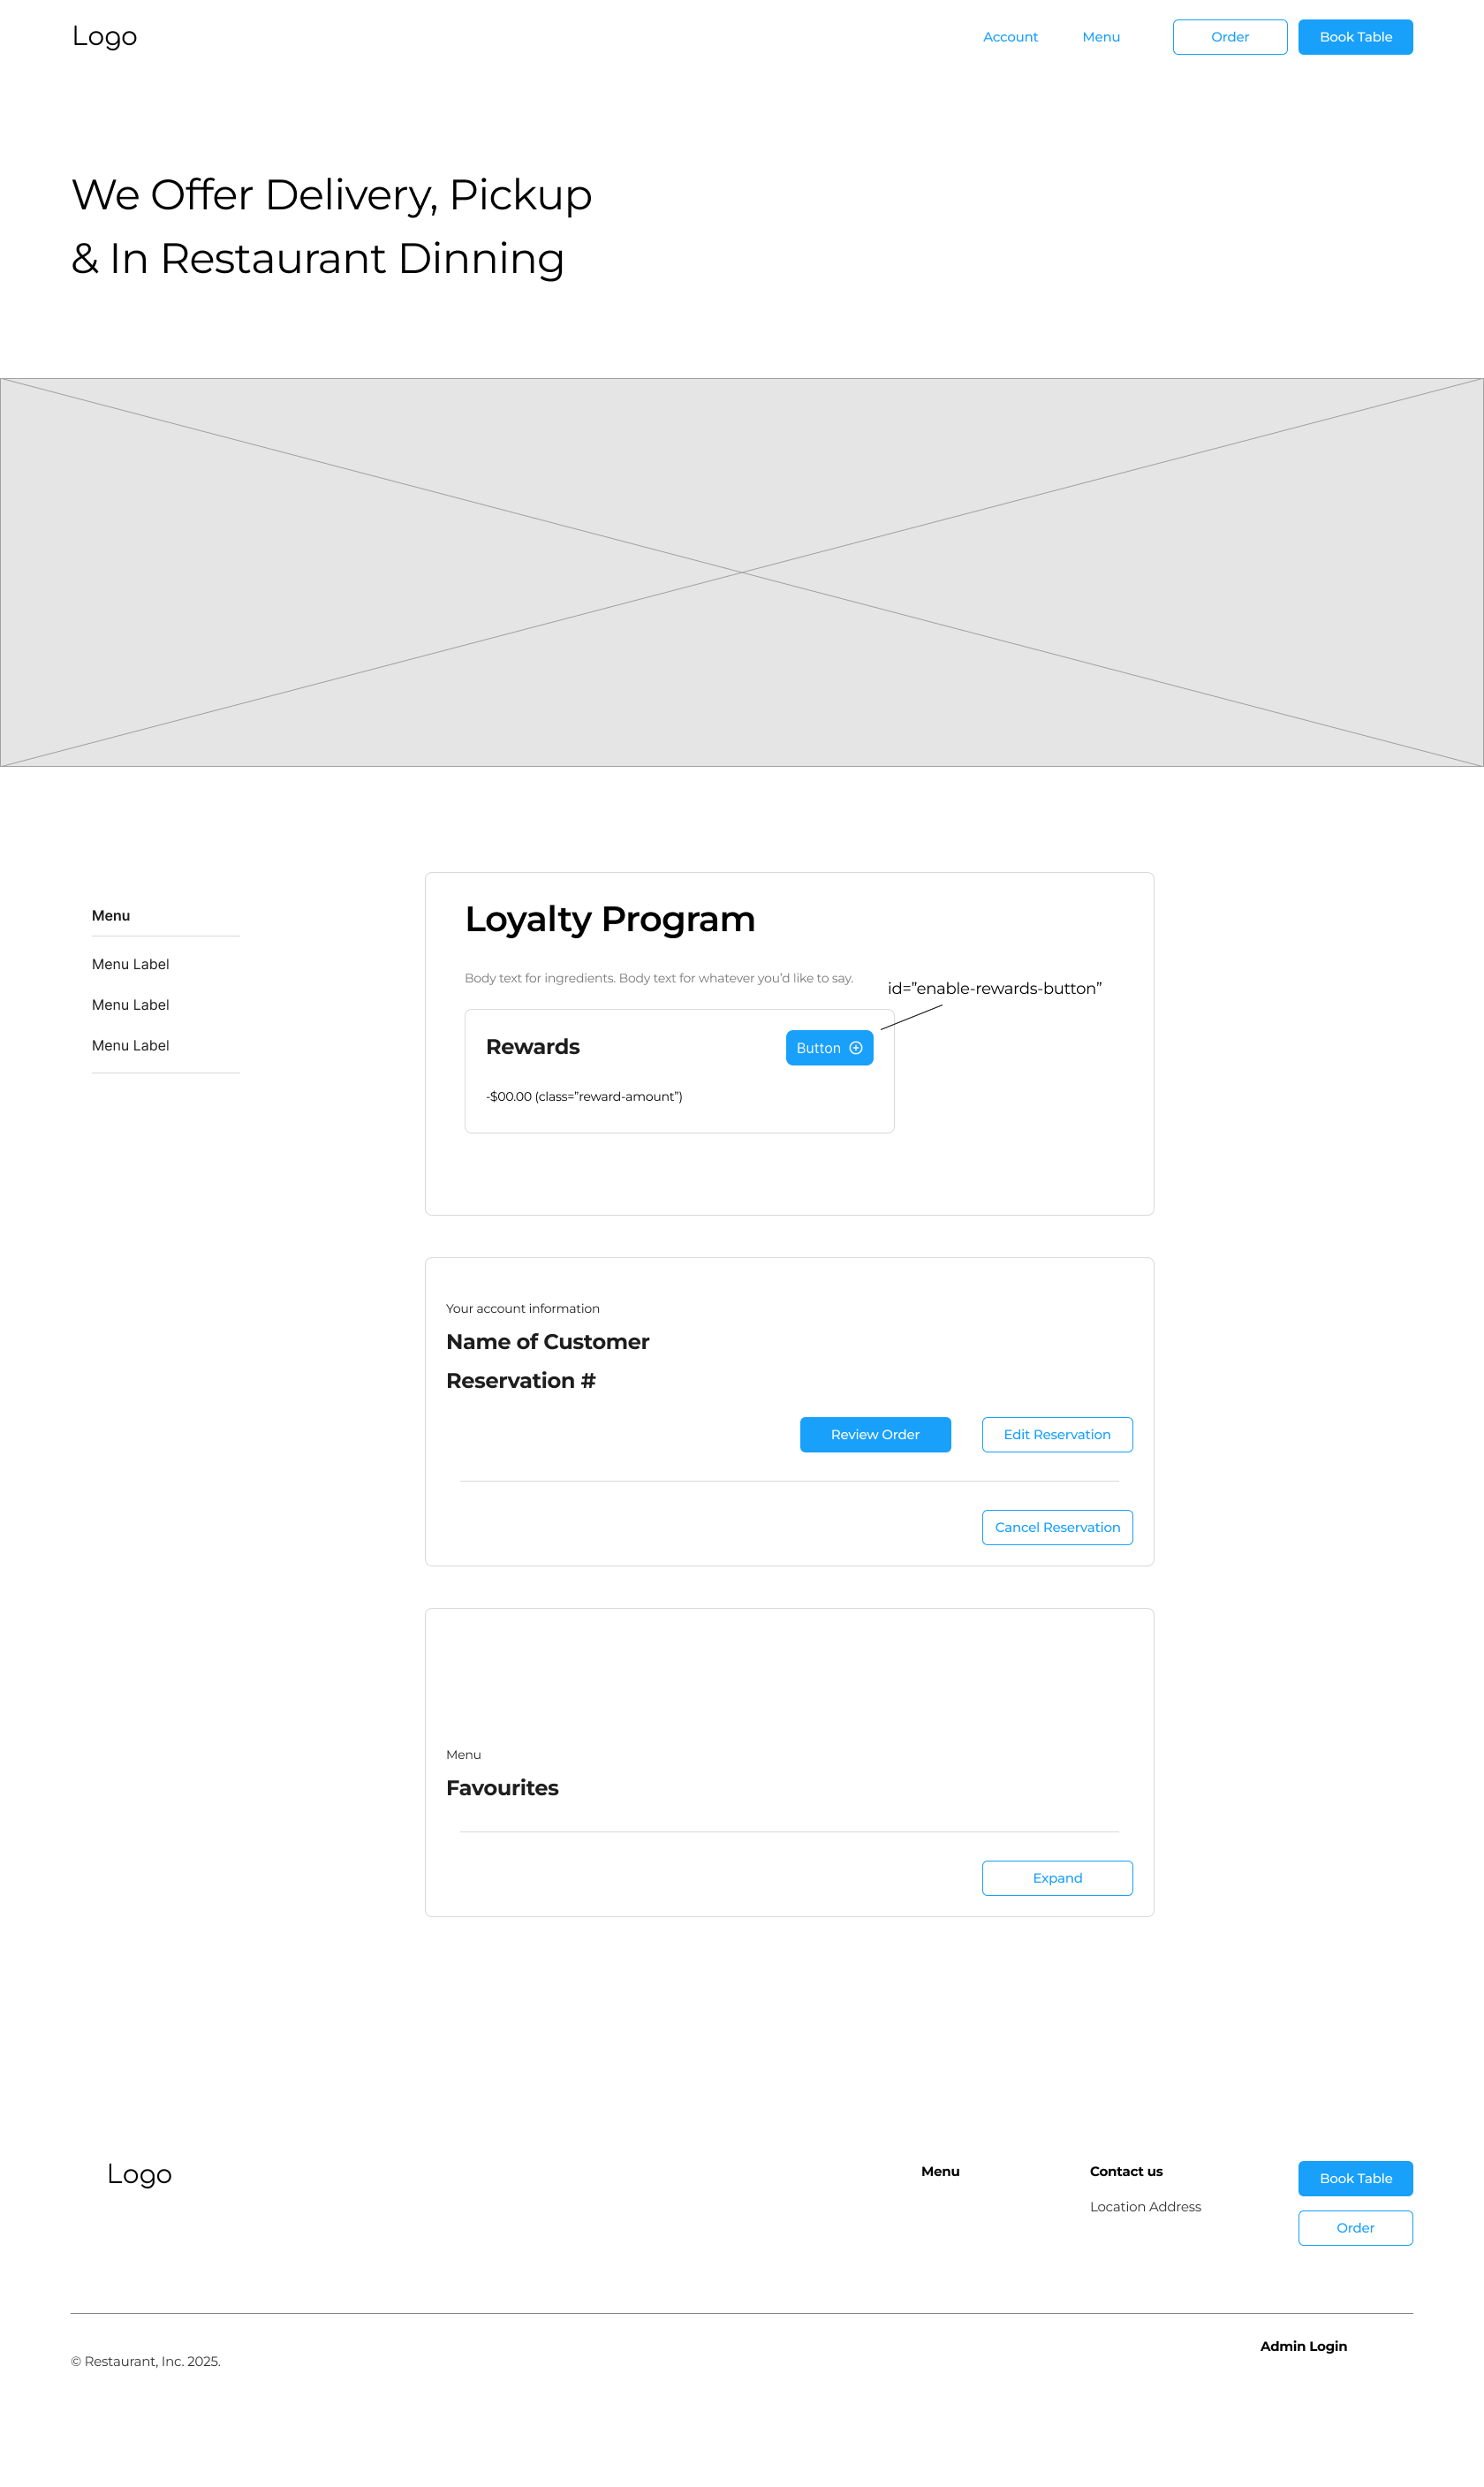 Logo
Account
Menu
Order
Book Table
We Offer Delivery, Pickup
& In Restaurant Dinning
Menu
Menu Label
Menu Label
Menu Label
Loyalty Program
Body text for ingredients. Body text for whatever you’d like to say.
id=”enable-rewards-button”
Rewards
Button
-$00.00 (class=”reward-amount”)
Your account information
Name of Customer
Reservation #
Review Order
Edit Reservation
Cancel Reservation
Menu
Favourites
Expand
Logo
Menu
Contact us
Location Address
Book Table
Order
Admin Login
© Restaurant, Inc. 2025.